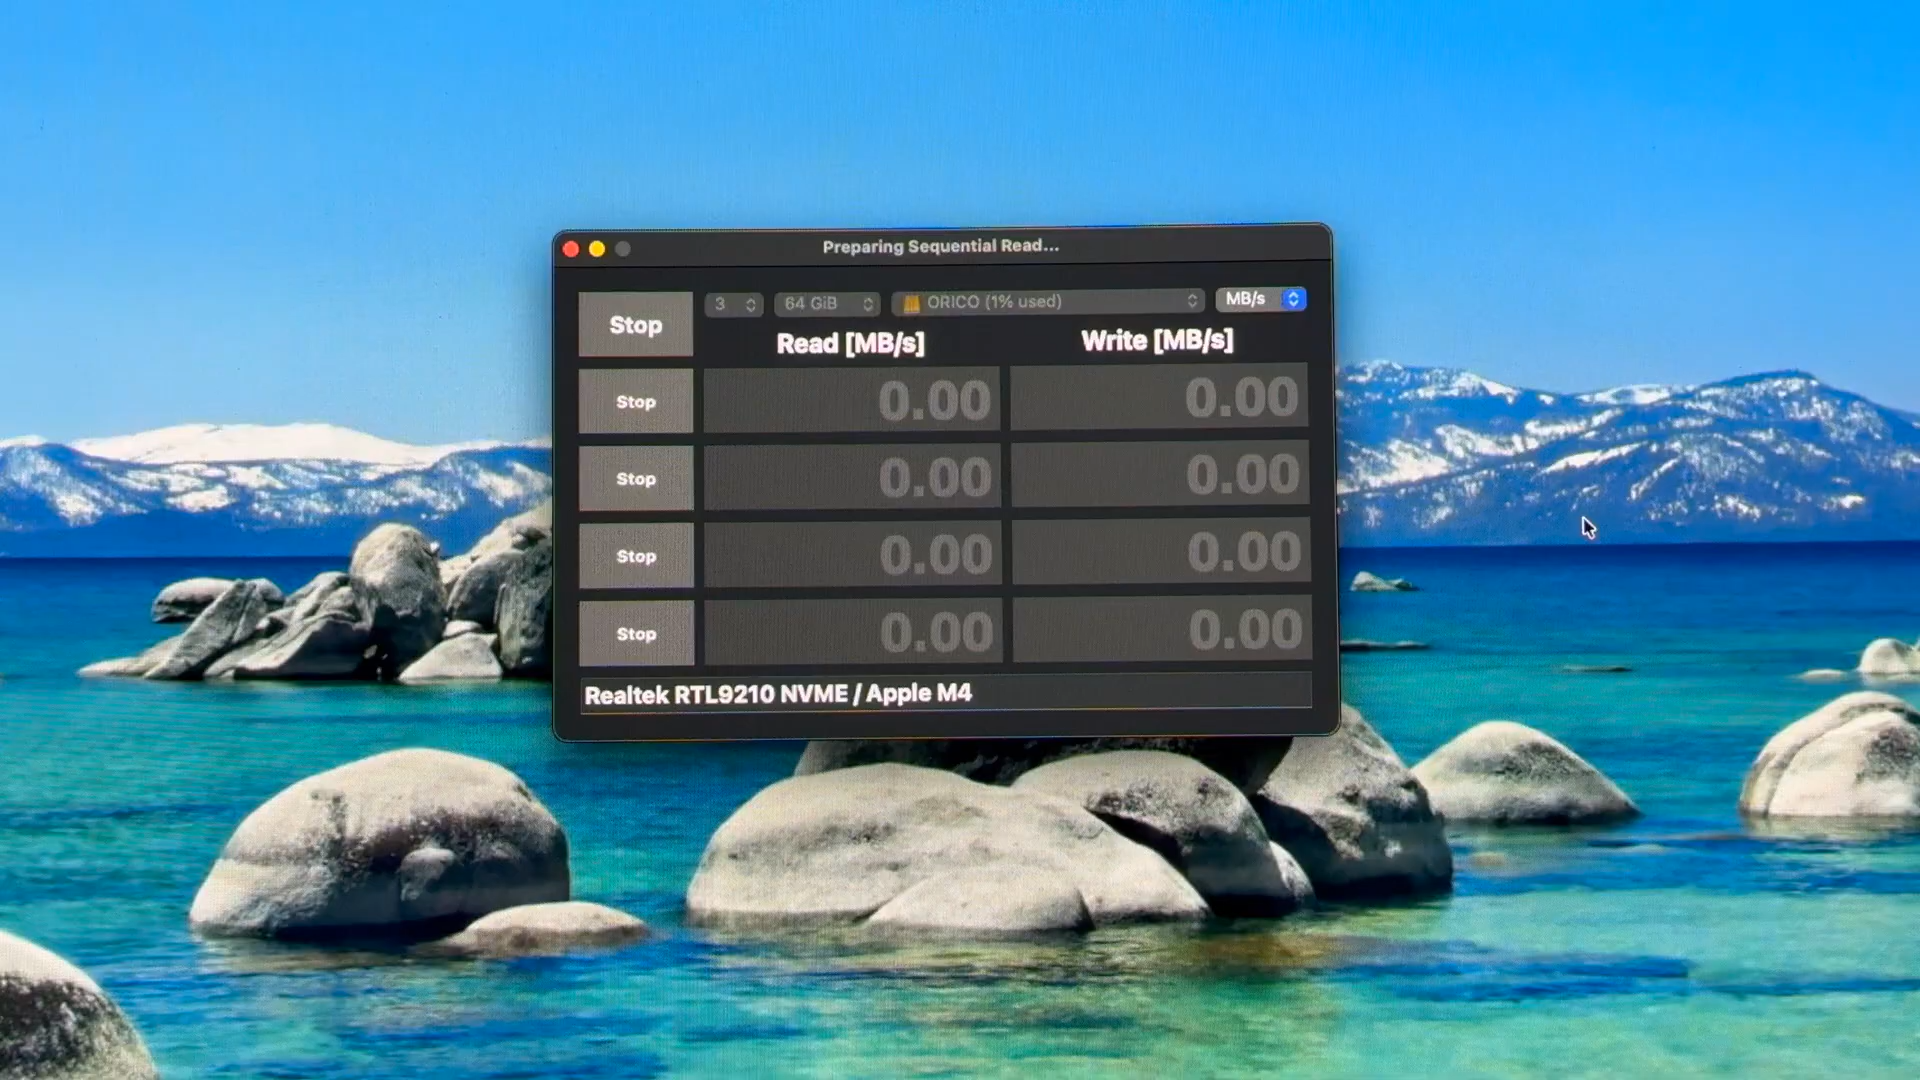 Preparing Sequential Read...
Stop 3 64 GiB ORICO (1% used) MB/s
Read [MB/s] Write [MB/s]
Stop 0.00 0.00
Stop 0.00 0.00
Stop 0.00 0.00
Stop 0.00 0.00
Realtek RTL9210 NVME / Apple M4